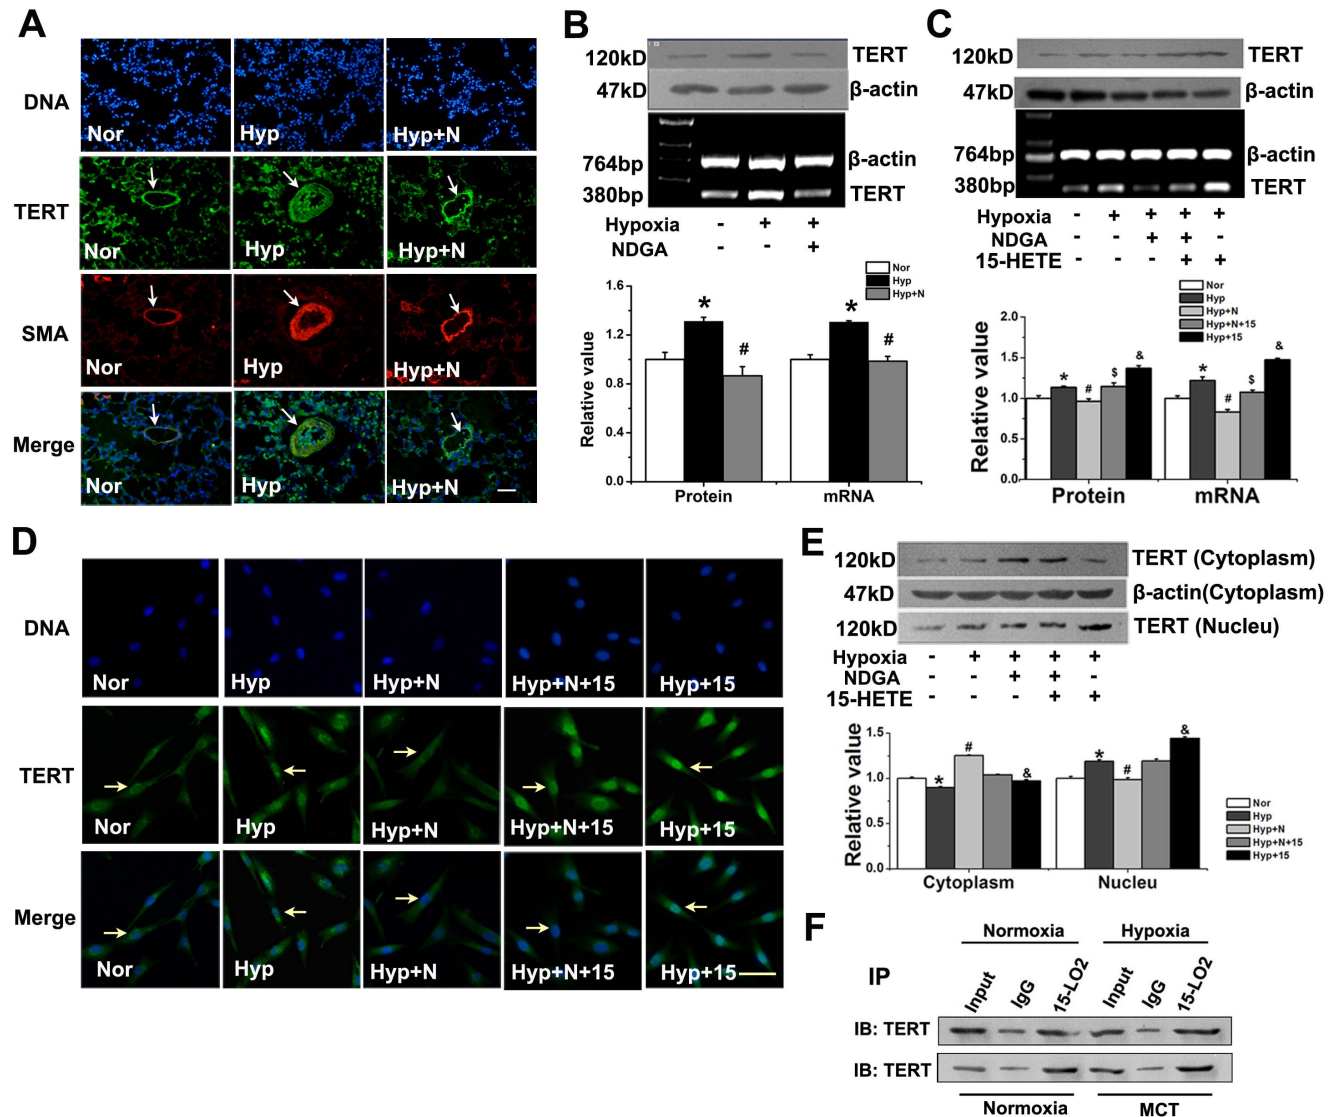 A
DNA
Nor
Hyp
Hyp+N
TERT
Nor
Hyp
Hyp+N
SMA
Nor
Hyp
Hyp+N
Merge
Nor
Hyp
Hyp+N
B
120kD
TERT
47kD
β-actin
764bp
β-actin
380bp
TERT
Hypoxia - + +
NDGA - - +
Nor
Hyp
Hyp+N
Relative value
1.6
1.2
0.8
0.4
0.0
* # * #
Protein mRNA
C
120kD
TERT
47kD
β-actin
764bp
β-actin
380bp
TERT
Hypoxia - + + + +
NDGA - - + + -
15-HETE - - - + +
Nor
Hyp
Hyp+N
Hyp+N+15
Hyp+15
Relative value
2.0
1.5
1.0
0.5
0.0
* # $ & * # $ &
Protein mRNA
D
DNA
Nor
Hyp
Hyp+N
Hyp+N+15
Hyp+15
TERT
Nor
Hyp
Hyp+N
Hyp+N+15
Hyp+15
Merge
Nor
Hyp
Hyp+N
Hyp+N+15
Hyp+15
E
120kD
TERT (Cytoplasm)
47kD
β-actin(Cytoplasm)
120kD
TERT (Nucleu)
Hypoxia - + + + +
NDGA - - + + -
15-HETE - - - + +
Relative value
1.5
1.0
0.5
0.0
* # & * # &
Cytoplasm Nucleu
Nor
Hyp
Hyp+N
Hyp+N+15
Hyp+15
F
Normoxia Hypoxia
IP
Input IgG 15-LO2 Input IgG 15-LO2
IB: TERT
IB: TERT
Normoxia MCT